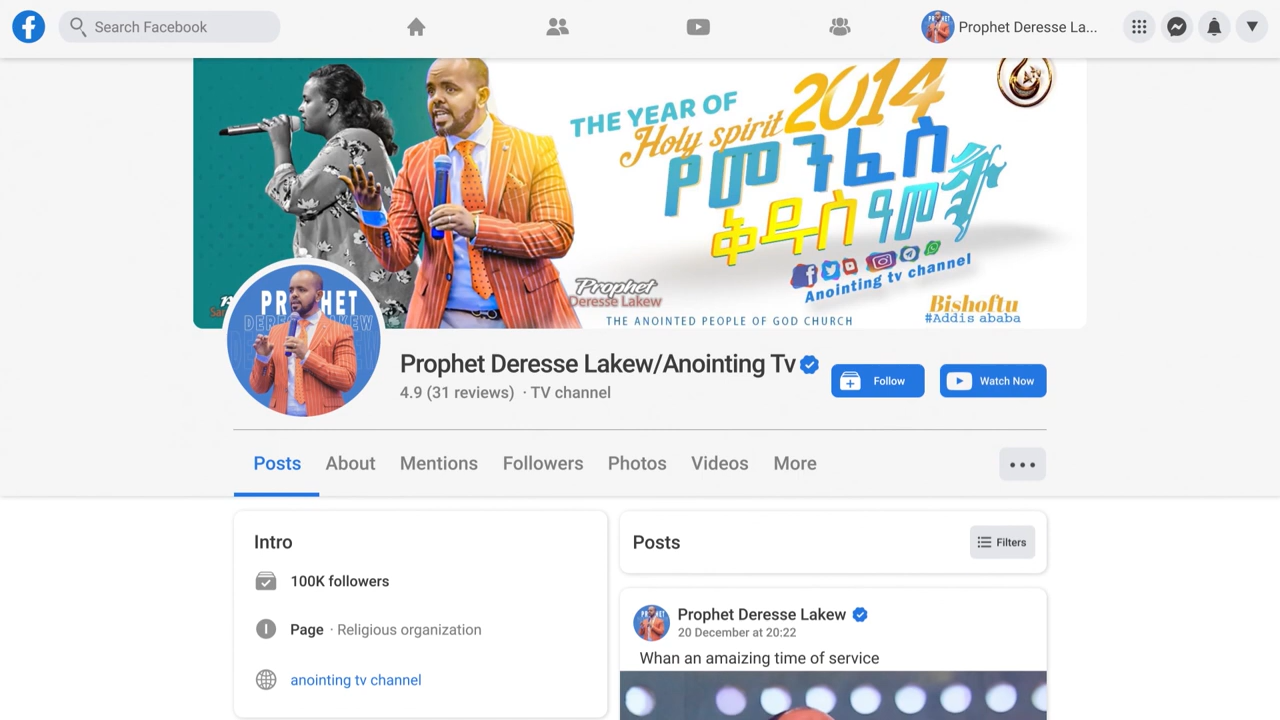 Search Facebook
Prophet Deresse La...
THE YEAR OF
Holy spirit 2014
የመንፈስ
ቅዱስ ዓመት
Anointing tv channel
Prophet
Deresse Lakew
Bishoftu
#Addis ababa
THE ANOINTED PEOPLE OF GOD CHURCH
PROPHET
DERESSE LAKEW
Prophet Deresse Lakew/Anointing Tv
4.9 (31 reviews) · TV channel
Follow
Watch Now
Posts
About
Mentions
Followers
Photos
Videos
More
Intro
100K followers
Page · Religious organization
anointing tv channel
Posts
Filters
Prophet Deresse Lakew
20 December at 20:22
Whan an amaizing time of service